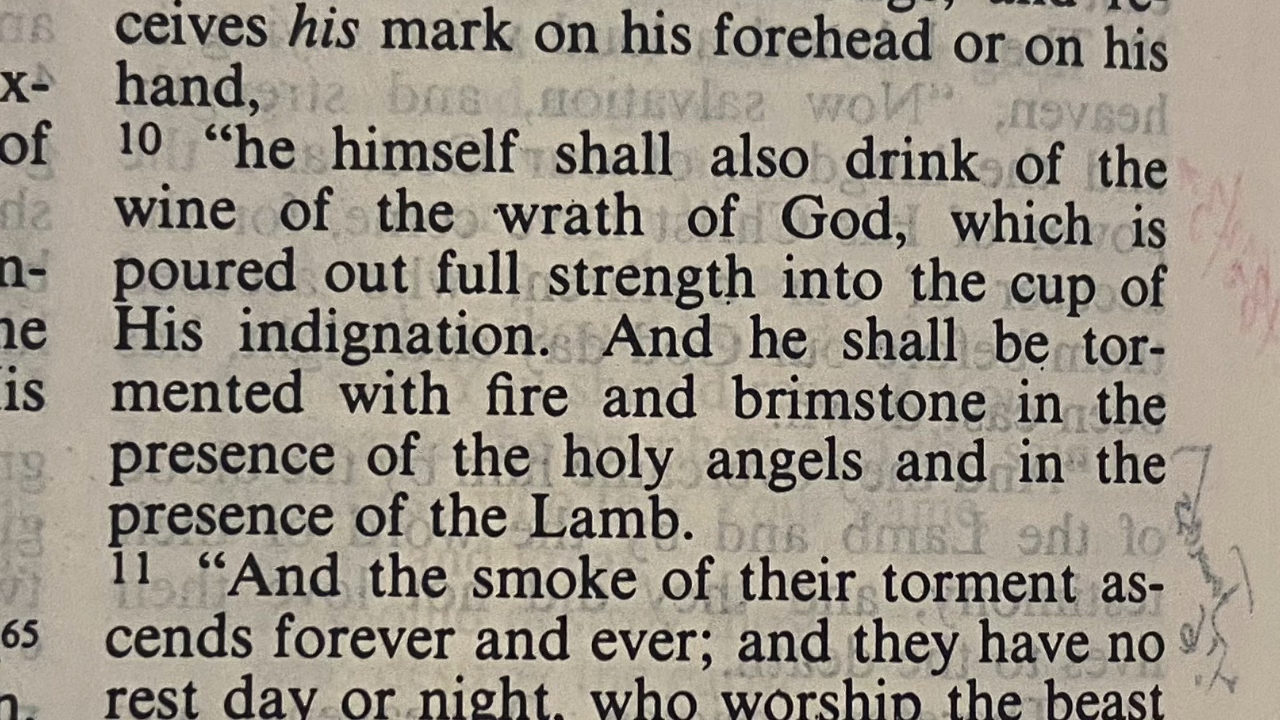 ceives his mark on his forehead or on his
hand,
10 “he himself shall also drink of the
wine of the wrath of God, which is
poured out full strength into the cup of
His indignation. And he shall be tor-
mented with fire and brimstone in the
presence of the holy angels and in the
presence of the Lamb.
11 “And the smoke of their torment as-
cends forever and ever; and they have no
rest day or night, who worship the beast
x-
of
n-
he
is
65
n.